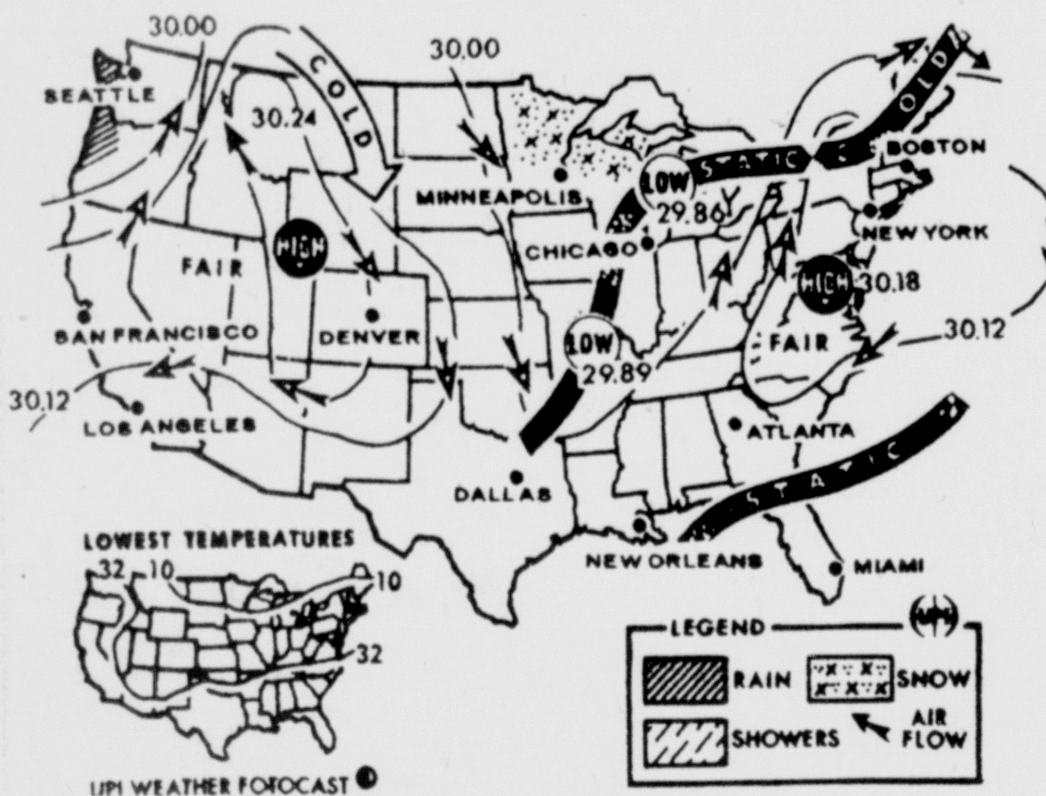 30.00
30.00
COLD
SEATTLE
30.24
COLD
STATIC
BOSTON
MINNEAPOLIS
LOW
29.86
NEW YORK
CHICAGO
HIGH
FAIR
HIGH
30.18
SAN FRANCISCO
DENVER
LOW
FAIR
30.12
29.89
30.12
LOS ANGELES
ATLANTA
STATIC
DALLAS
NEW ORLEANS
MIAMI
LOWEST TEMPERATURES
32 10
10
32
UPI WEATHER FOTOCAST
UPI
LEGEND
RAIN
SNOW
SHOWERS
AIR
FLOW